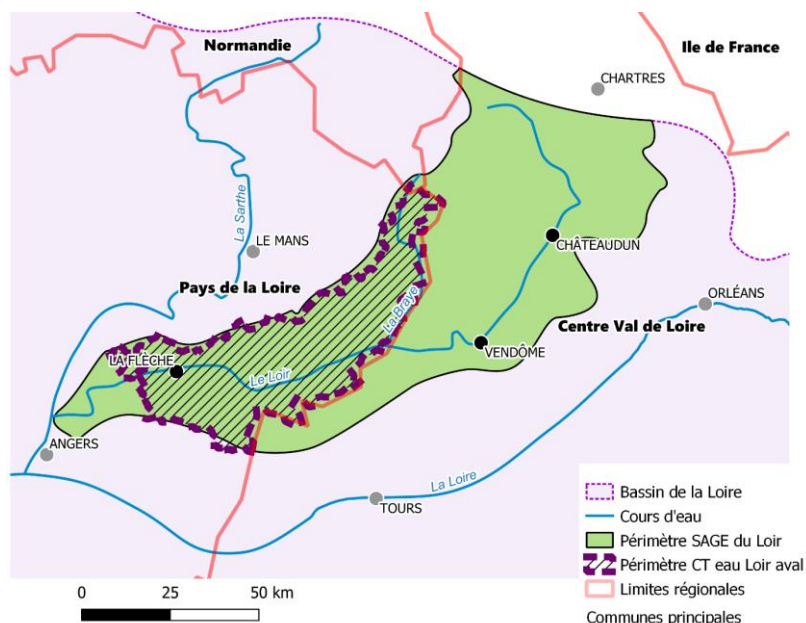 Normandie
Ile de France
CHARTRES
La Sarthe
LE MANS
CHÂTEAUDUN
Pays de la Loire
ORLÉANS
La Braye
Centre Val de Loire
VENDÔME
LA FLÈCHE
Le Loir
ANGERS
La Loire
TOURS
Bassin de la Loire
Cours d'eau
Périmètre SAGE du Loir
Périmètre CT eau Loir aval
Limites régionales
Communes principales
0 25 50 km